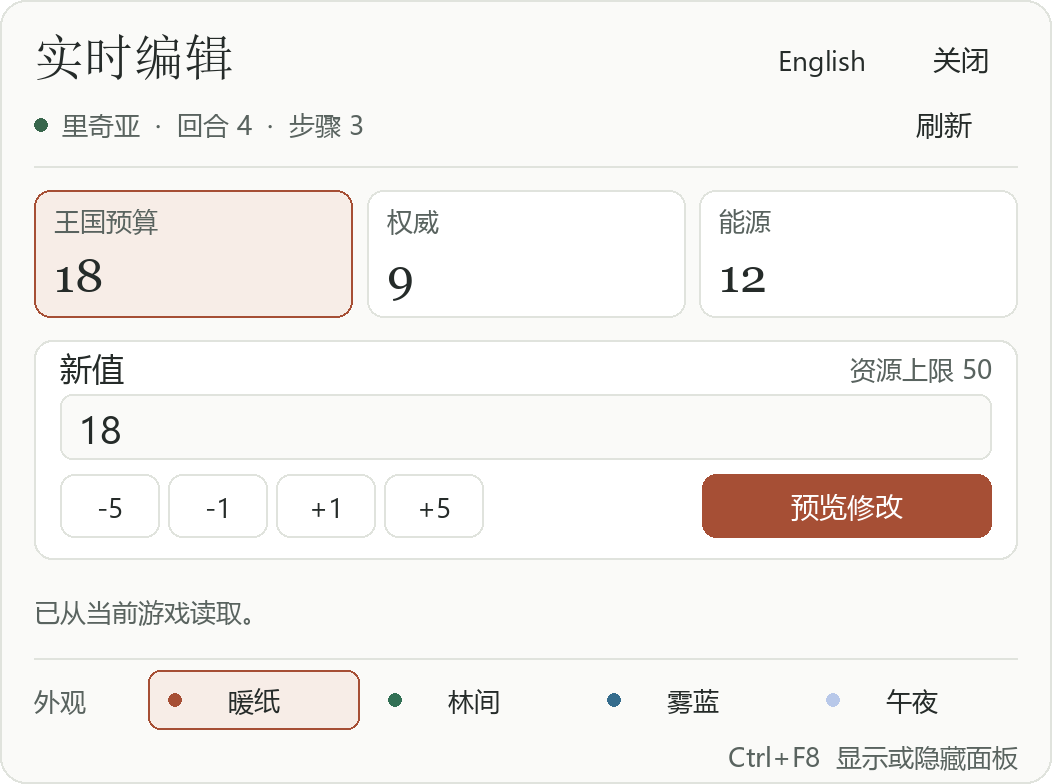 实时编辑 English 关闭
里奇亚 · 回合 4 · 步骤 3 刷新
王国预算 权威 能源
18 9 12
新值 资源上限 50
18
-5 -1 +1 +5 预览修改
已从当前游戏读取。
外观 暖纸 林间 雾蓝 午夜
Ctrl+F8 显示或隐藏面板